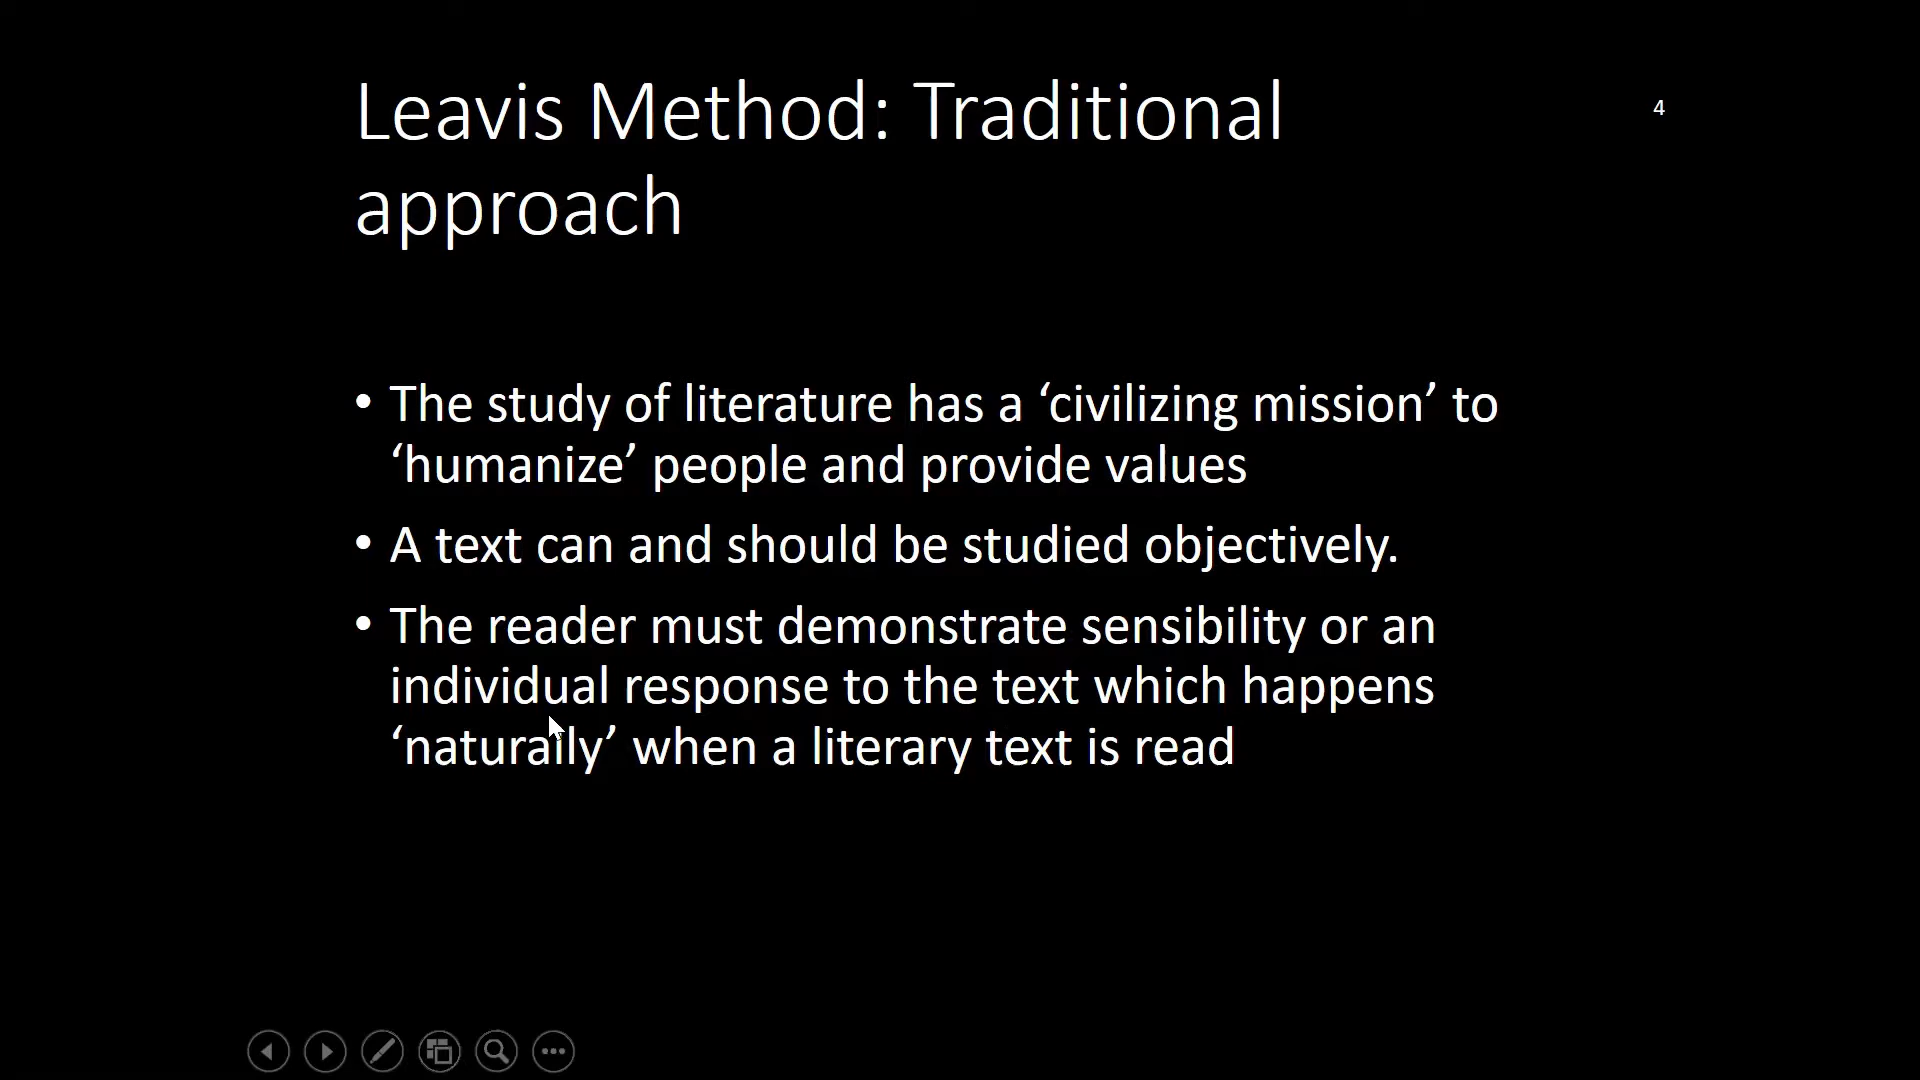 Leavis Method: Traditional
approach
4
• The study of literature has a ‘civilizing mission’ to
‘humanize’ people and provide values
• A text can and should be studied objectively.
• The reader must demonstrate sensibility or an
individual response to the text which happens
‘naturally’ when a literary text is read